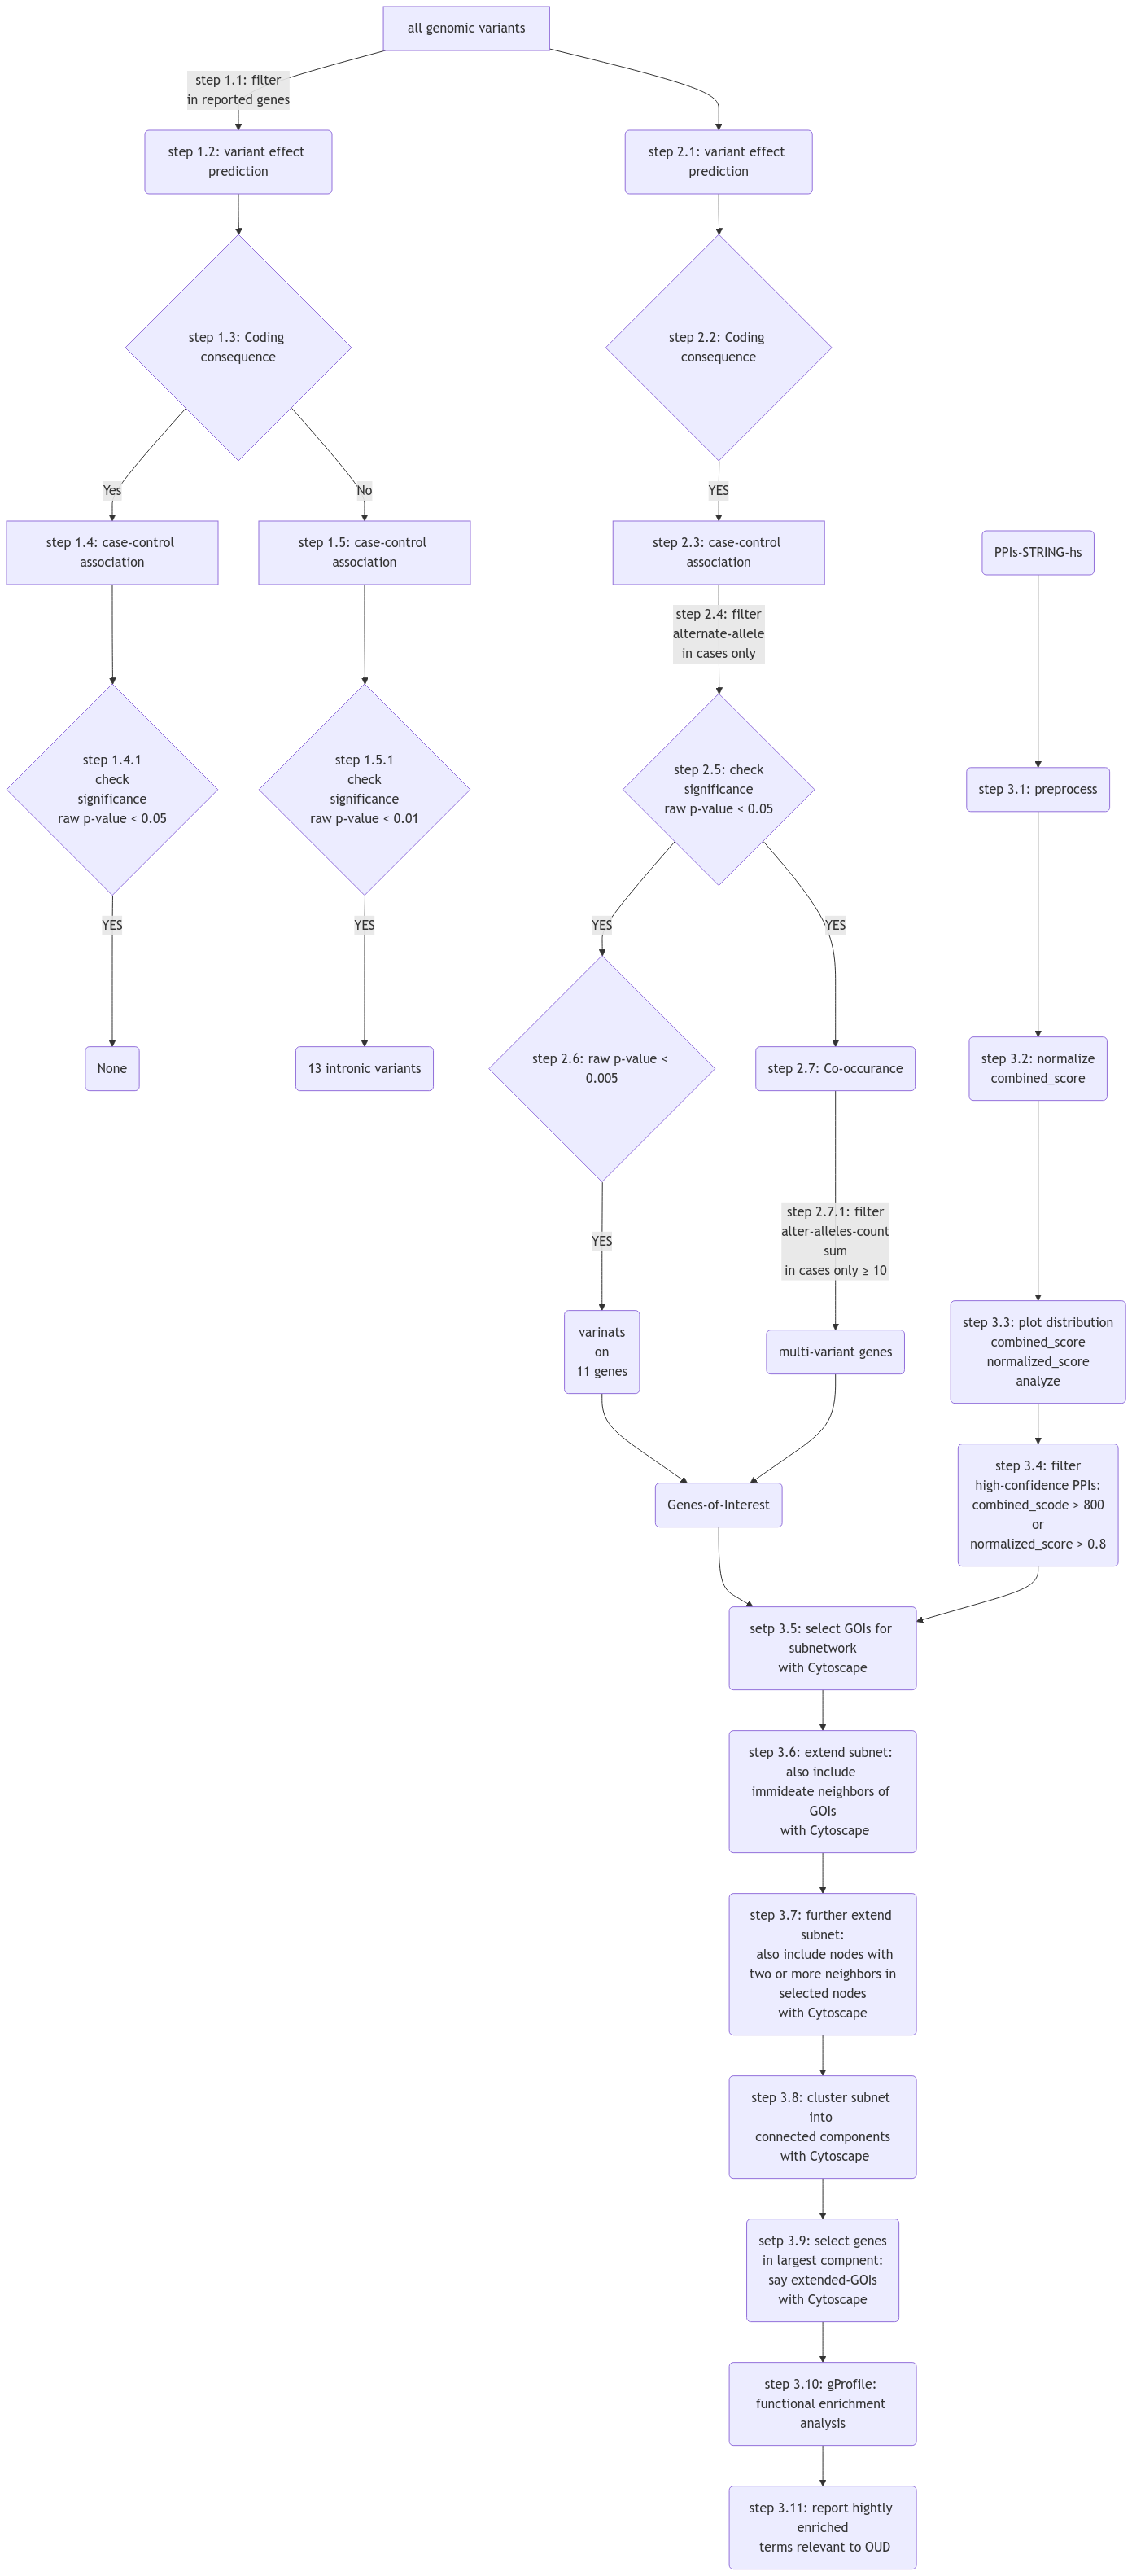 all genomic variants
step 1.1: filter
in reported genes
step 1.2: variant effect
prediction
step 2.1: variant effect
prediction
step 1.3: Coding
consequence
step 2.2: Coding
consequence
Yes
No
YES
step 1.4: case-control
association
step 1.5: case-control
association
step 2.3: case-control
association
PPIs-STRING-hs
step 2.4: filter
alternate-allele
in cases only
step 1.4.1
check
significance
raw p-value < 0.05
step 1.5.1
check
significance
raw p-value < 0.01
step 2.5: check
significance
raw p-value < 0.05
step 3.1: preprocess
YES
YES
YES
YES
None
13 intronic variants
step 2.6: raw p-value <
0.005
step 2.7: Co-occurance
step 3.2: normalize
combined_score
YES
step 2.7.1: filter
alter-alleles-count
sum
in cases only ≥ 10
varinats
on
11 genes
multi-variant genes
step 3.3: plot distribution
combined_score
normalized_score
analyze
Genes-of-Interest
step 3.4: filter
high-confidence PPIs:
combined_scode > 800
or
normalized_score > 0.8
setp 3.5: select GOIs for
subnetwork
with Cytoscape
step 3.6: extend subnet:
also include
immideate neighbors of
GOIs
with Cytoscape
step 3.7: further extend
subnet:
also include nodes with
two or more neighbors in
selected nodes
with Cytoscape
step 3.8: cluster subnet
into
connected components
with Cytoscape
setp 3.9: select genes
in largest compnent:
say extended-GOIs
with Cytoscape
step 3.10: gProfile:
functional enrichment
analysis
step 3.11: report hightly
enriched
terms relevant to OUD